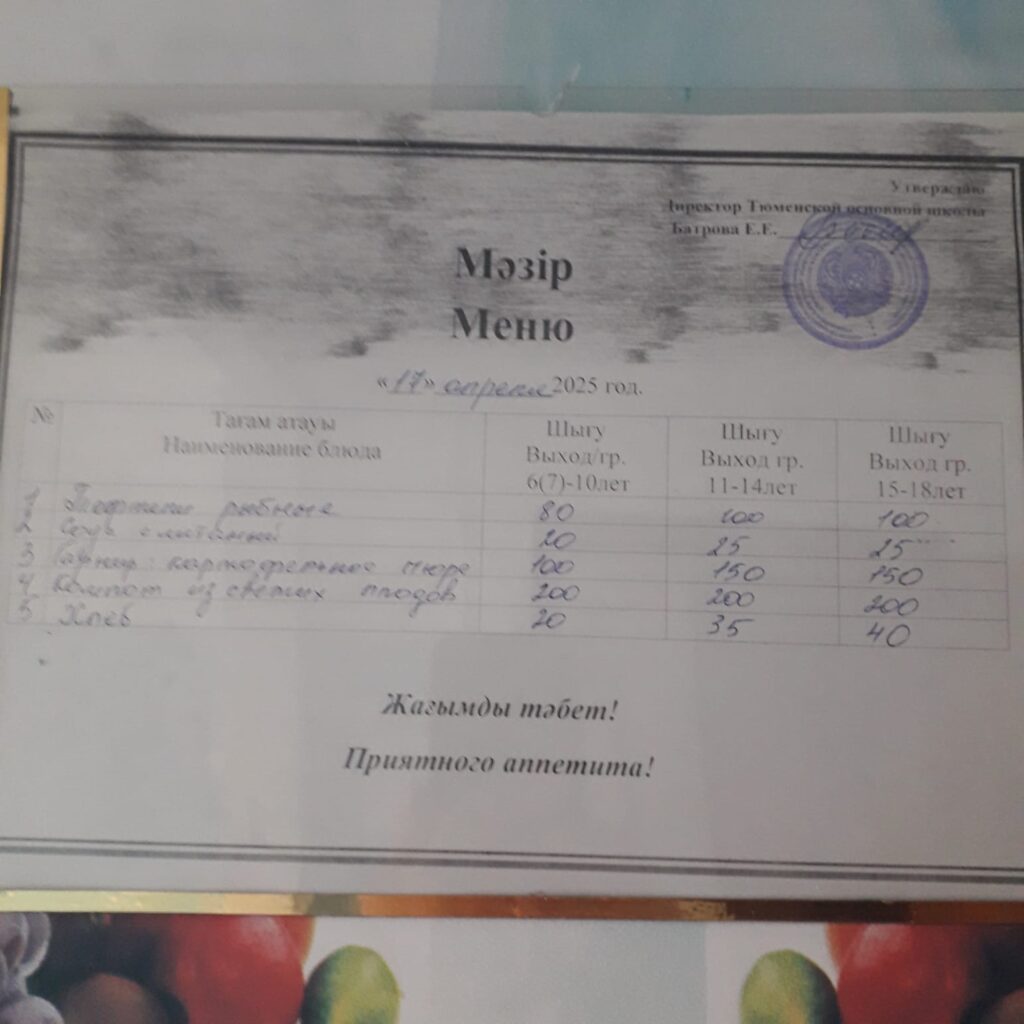 Утверждаю
Директор Тюменской основной школы
Батрова Е.Е.
Мәзір
Меню
«17» апреля 2025 год.
№ Тағам атауы Шығу Шығу Шығу
Наименование блюда Выход/гр. Выход гр. Выход гр.
6(7)-10лет 11-14лет 15-18лет
1 Тефтели рыбные 80 100 100
2 Соус сметанный 20 25 25
3 Гарнир: картофельное пюре 100 150 150
4 Компот из свежих плодов 200 200 200
5 Хлеб 20 35 40
Жағымды тәбет!
Приятного аппетита!